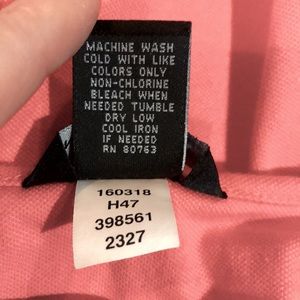 MACHINE WASH
COLD WITH LIKE
COLORS ONLY
NON-CHLORINE
BLEACH WHEN
NEEDED TUMBLE
DRY LOW
COOL IRON
IF NEEDED
RN 80763
160318
H47
398561
2327